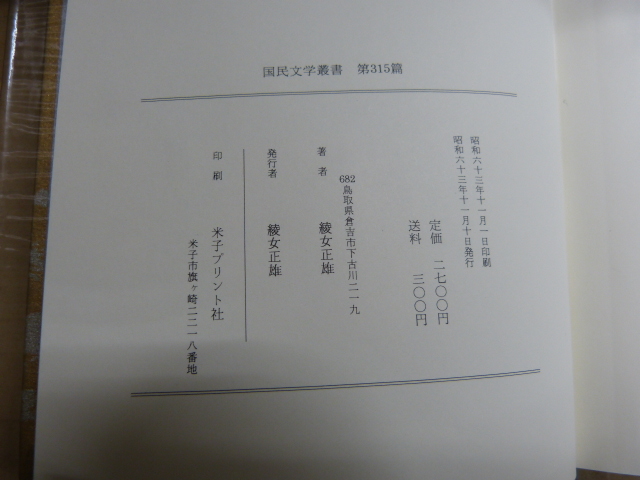 国民文学叢書　第315篇
昭和六十三年十一月一日印刷
昭和六十三年十一月十日発行
定価　二七〇〇円
送料　三〇〇円
682鳥取県倉吉市下古川二一九
著者　綾女正雄
発行者　綾女正雄
印刷　米子プリント社
米子市旗ヶ崎二二一八番地